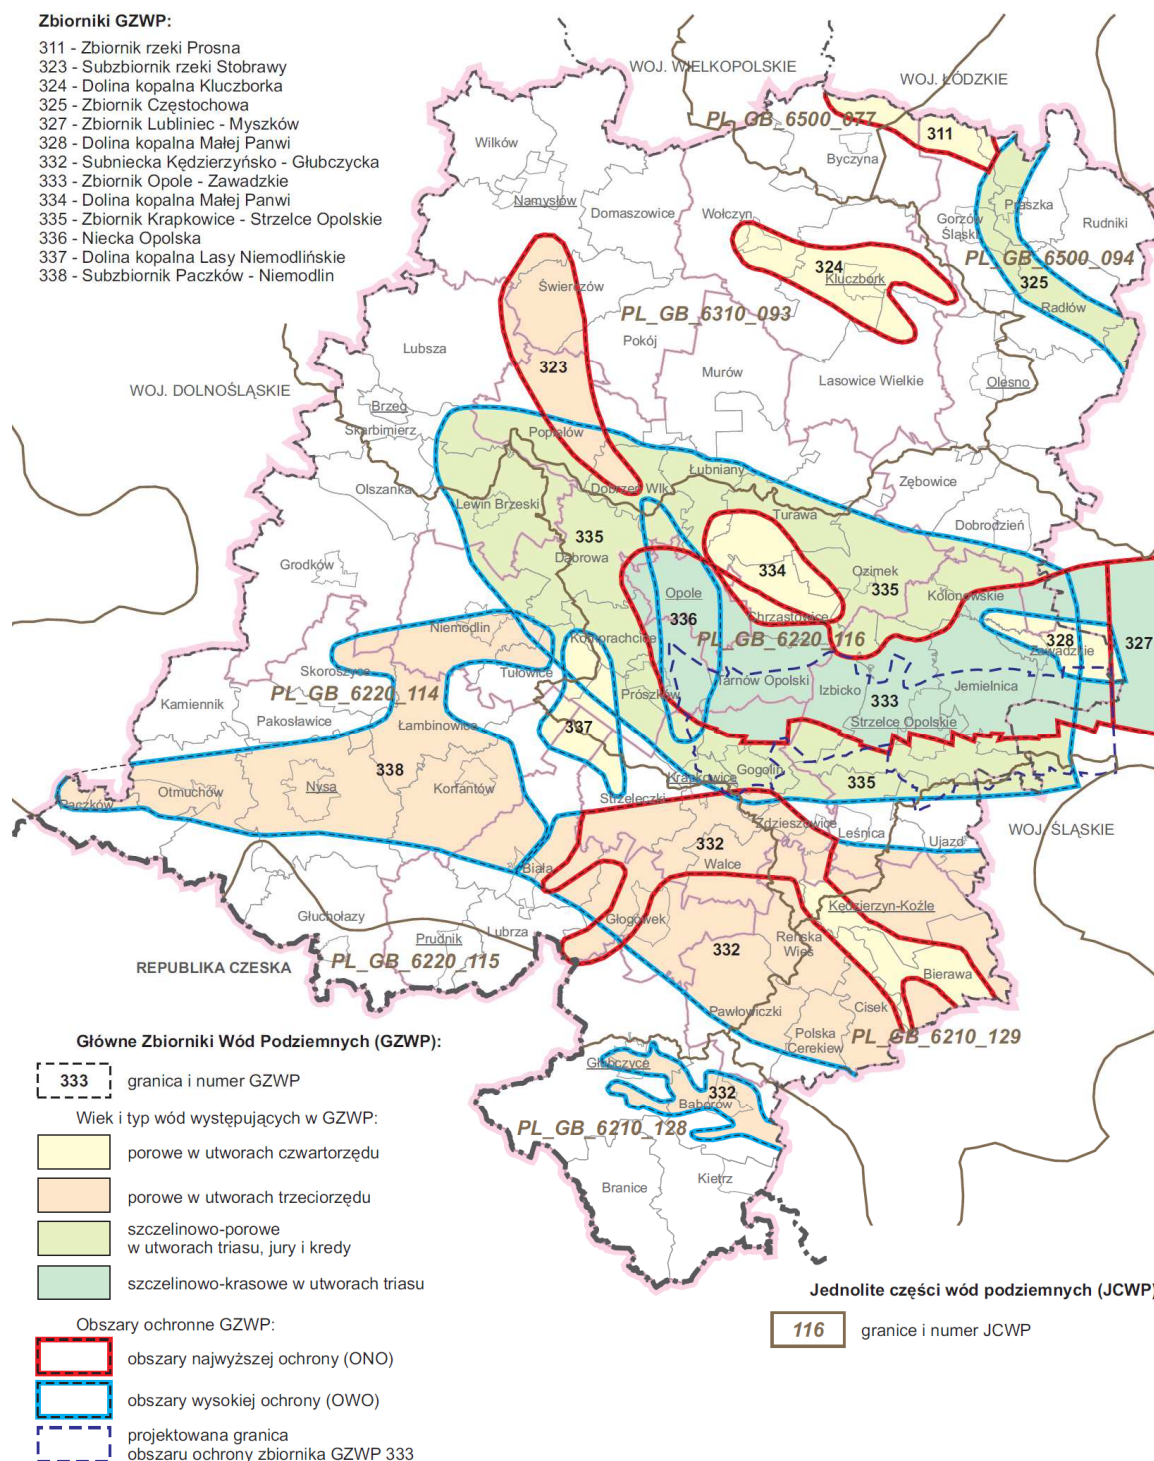 Zbiorniki GZWP:
311 - Zbiornik rzeki Prosna
323 - Subzbiornik rzeki Stobrawy
324 - Dolina kopalna Kluczborka
325 - Zbiornik Częstochowa
327 - Zbiornik Lubliniec - Myszków
328 - Dolina kopalna Małej Panwi
332 - Subniecka Kędzierzyńsko - Głubczycka
333 - Zbiornik Opole - Zawadzkie
334 - Dolina kopalna Małej Panwi
335 - Zbiornik Krapkowice - Strzelce Opolskie
336 - Niecka Opolska
337 - Dolina kopalna Lasy Niemodlińskie
338 - Subzbiornik Paczków - Niemodlin
WOJ. WIELKOPOLSKIE
WOJ. ŁÓDZKIE
PL_GB_6500_077
311
Wilków
Byczyna
Namysłów
Domaszowice
Wołczyn
Gorzów
Śląski
Praszka
Rudniki
PL_GB_6500_094
324
Kluczbork
325
Świerczów
PL_GB_6310_093
Radłów
Pokój
Lubsza
323
Murów
Lasowice Wielkie
Olesno
WOJ. DOLNOŚLĄSKIE
Brzeg
Skarbimierz
Popielów
Łubniany
Zębowice
Olszanka
Dobrzeń Wlk.
Lewin Brzeski
Turawa
Dobrodzień
335
Dąbrowa
Grodków
334
Ozimek
335
Kolonowskie
Opole
Chrząstowice
336
Niemodlin
Komprachcice
PL_GB_6220_116
328
327
Zawadzkie
Skoroszyce
Tułowice
Tarnów Opolski
Izbicko
Jemielnica
PL_GB_6220_114
Prószków
333
Kamiennik
Pakosławice
Łambinowice
337
Strzelce Opolskie
338
Krapkowice
Gogolin
335
Otmuchów
Nysa
Korfantów
Paczków
Strzeleczki
Zdzieszowice
Leśnica
WOJ. ŚLĄSKIE
332
Ujazd
Walce
Biała
Kędzierzyn-Koźle
Głuchołazy
Głogówek
Prudnik
Lubrza
Reńska
Wieś
332
REPUBLIKA CZESKA
PL_GB_6220_115
Bierawa
Cisek
Pawłowiczki
Polska
Cerekiew
PL_GB_6210_129
Głubczyce
332
Baborów
PL_GB_6210_128
Branice
Kietrz
Główne Zbiorniki Wód Podziemnych (GZWP):
333 granica i numer GZWP
Wiek i typ wód występujących w GZWP:
porowe w utworach czwartorzędu
porowe w utworach trzeciorzędu
szczelinowo-porowe
w utworach triasu, jury i kredy
szczelinowo-krasowe w utworach triasu
Obszary ochronne GZWP:
obszary najwyższej ochrony (ONO)
obszary wysokiej ochrony (OWO)
projektowana granica
obszaru ochrony zbiornika GZWP 333
Jednolite części wód podziemnych (JCWP)
116 granice i numer JCWP